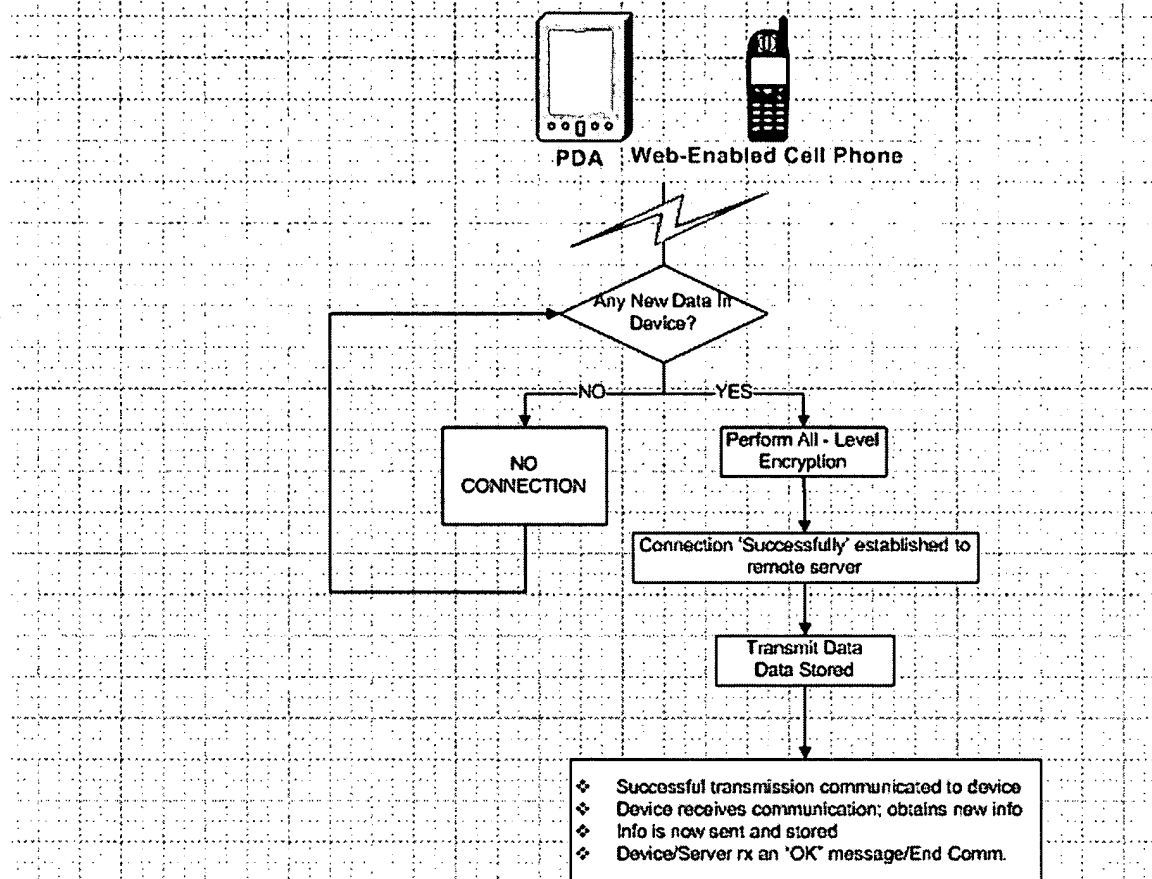 PDA
Web-Enabled Cell Phone
Any New Data In
Device?
NO
YES
NO
CONNECTION
Perform All - Level
Encryption
Connection 'Successfully' established to
remote server
Transmit Data
Data Stored
❖ Successful transmission communicated to device
❖ Device receives communication; obtains new info
❖ Info is now sent and stored
❖ Device/Server rx an "OK" message/End Comm.